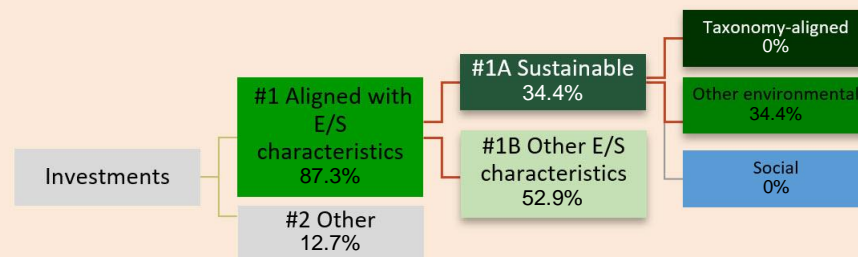 Investments
#1 Aligned with
E/S
characteristics
87.3%
#2 Other
12.7%
#1A Sustainable
34.4%
#1B Other E/S
characteristics
52.9%
Taxonomy-aligned
0%
Other environmental
34.4%
Social
0%